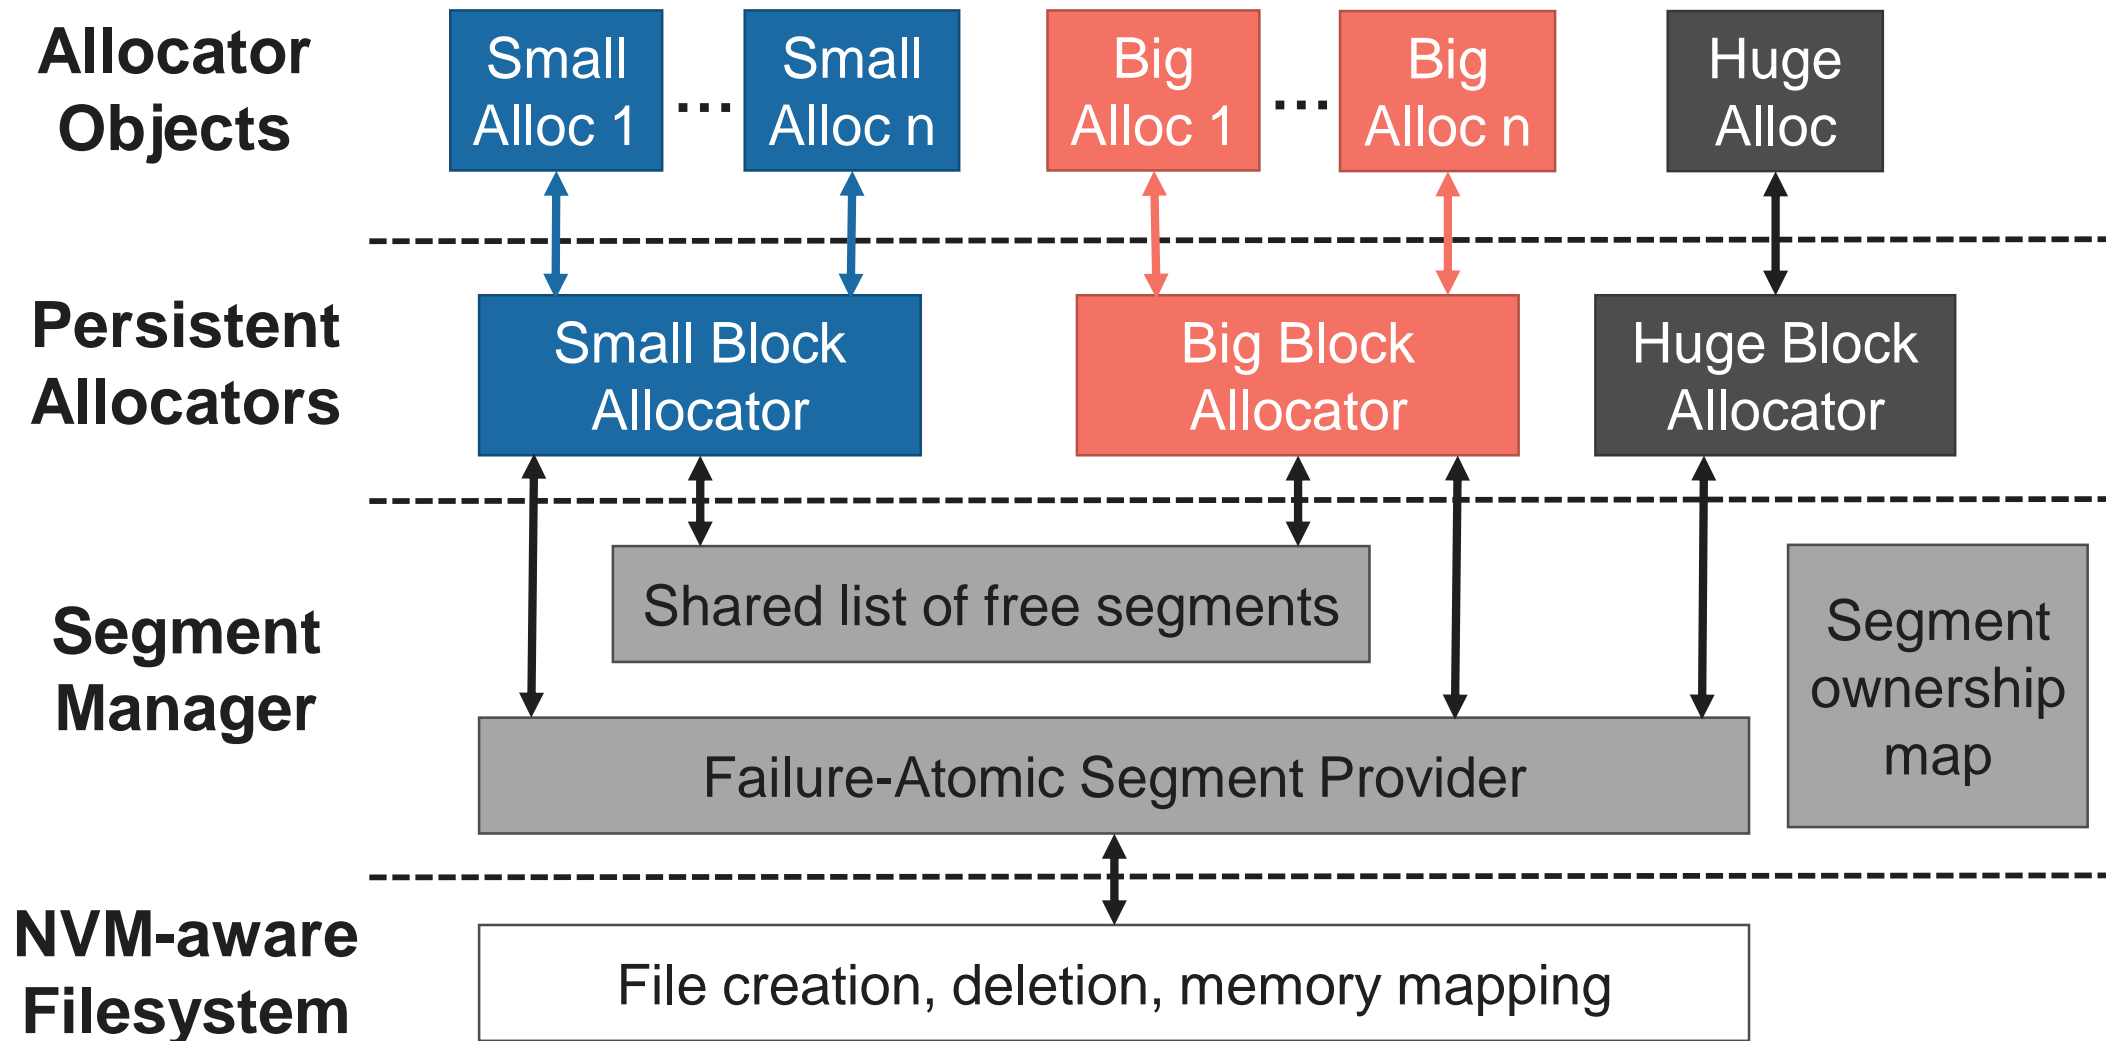 Allocator
Objects
Small
Alloc 1
...
Small
Alloc n
Big
Alloc 1
...
Big
Alloc n
Huge
Alloc
Persistent
Allocators
Small Block
Allocator
Big Block
Allocator
Huge Block
Allocator
Segment
Manager
Shared list of free segments
Failure-Atomic Segment Provider
Segment
ownership
map
NVM-aware
Filesystem
File creation, deletion, memory mapping